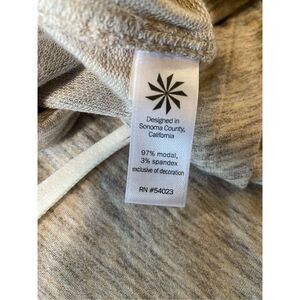 Designed in
Sonoma County,
California
97% modal,
3% spandex
exclusive of decoration
RN #54023